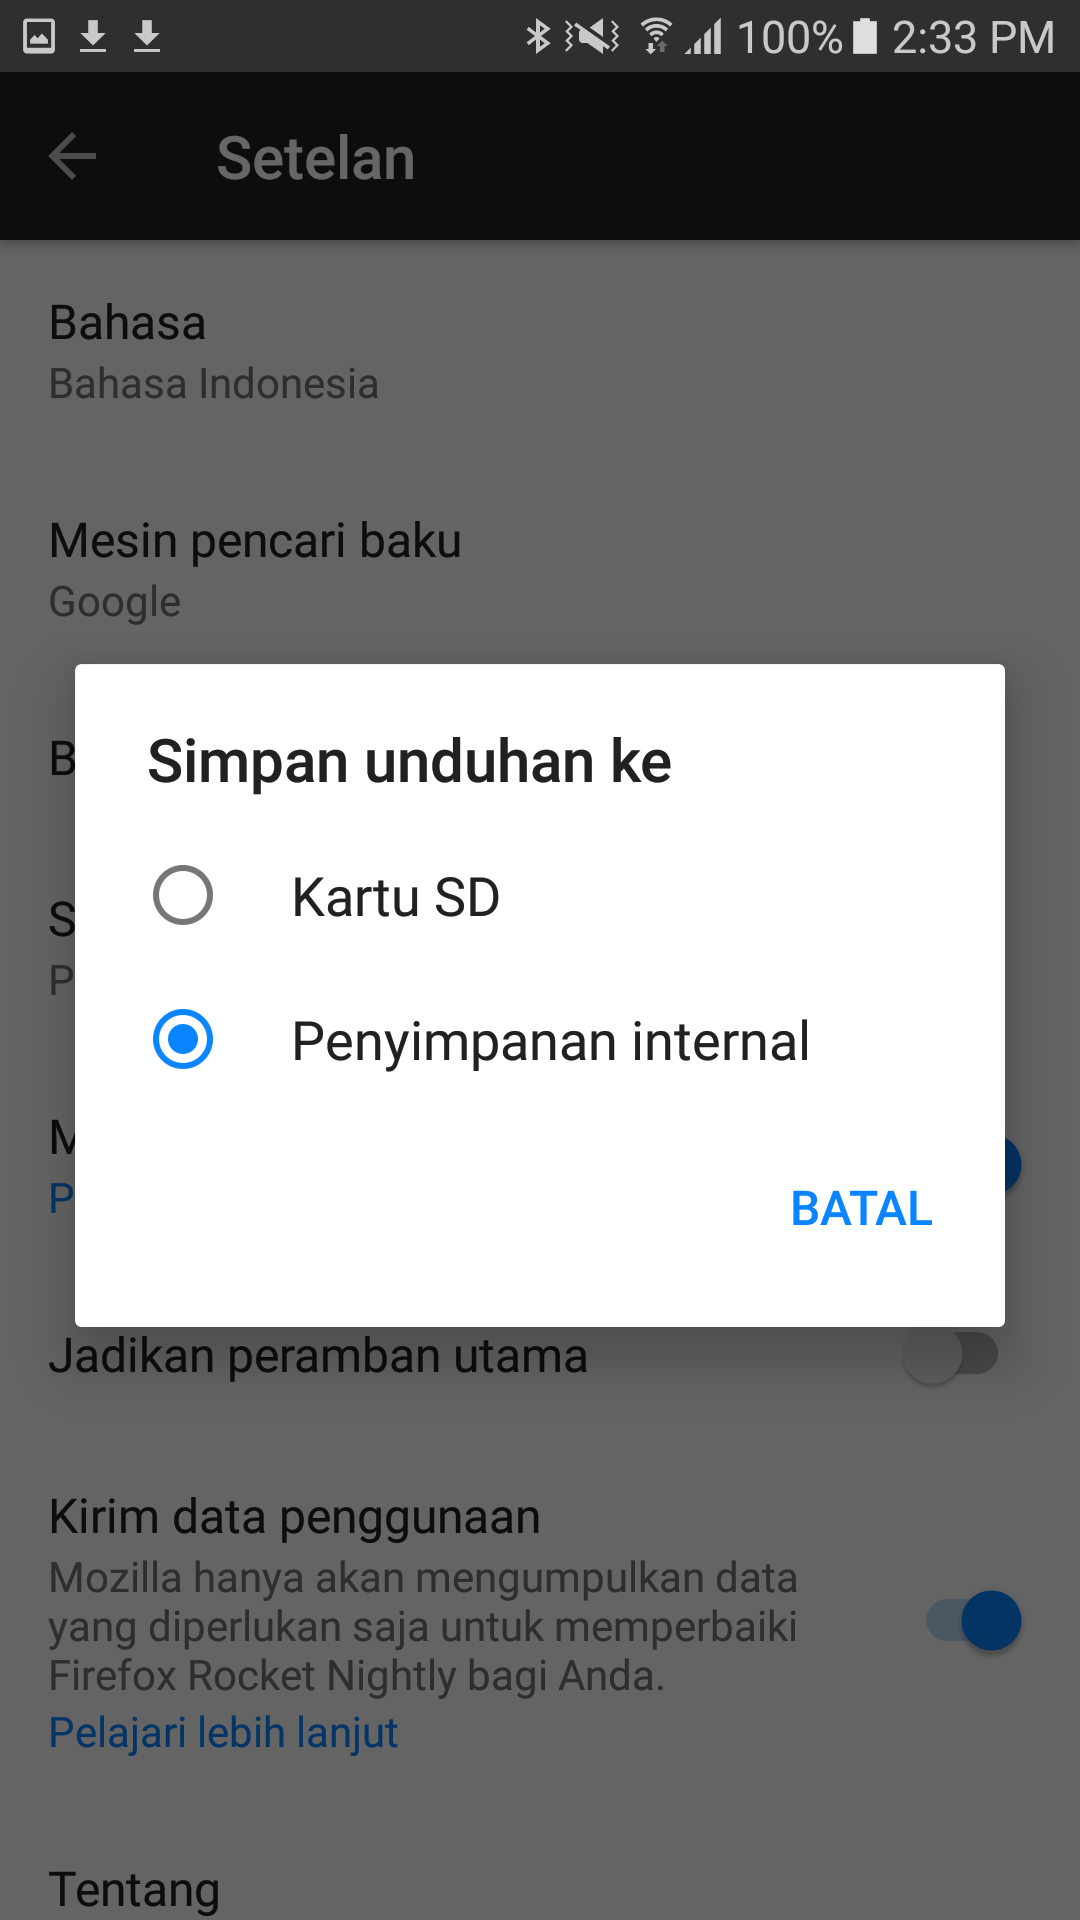 100% 2:33 PM
Setelan
Bahasa
Bahasa Indonesia
Mesin pencari baku
Google
B
Simpan unduhan ke
S
Kartu SD
P
Penyimpanan internal
M
P
BATAL
Jadikan peramban utama
Kirim data penggunaan
Mozilla hanya akan mengumpulkan data
yang diperlukan saja untuk memperbaiki
Firefox Rocket Nightly bagi Anda.
Pelajari lebih lanjut
Tentang